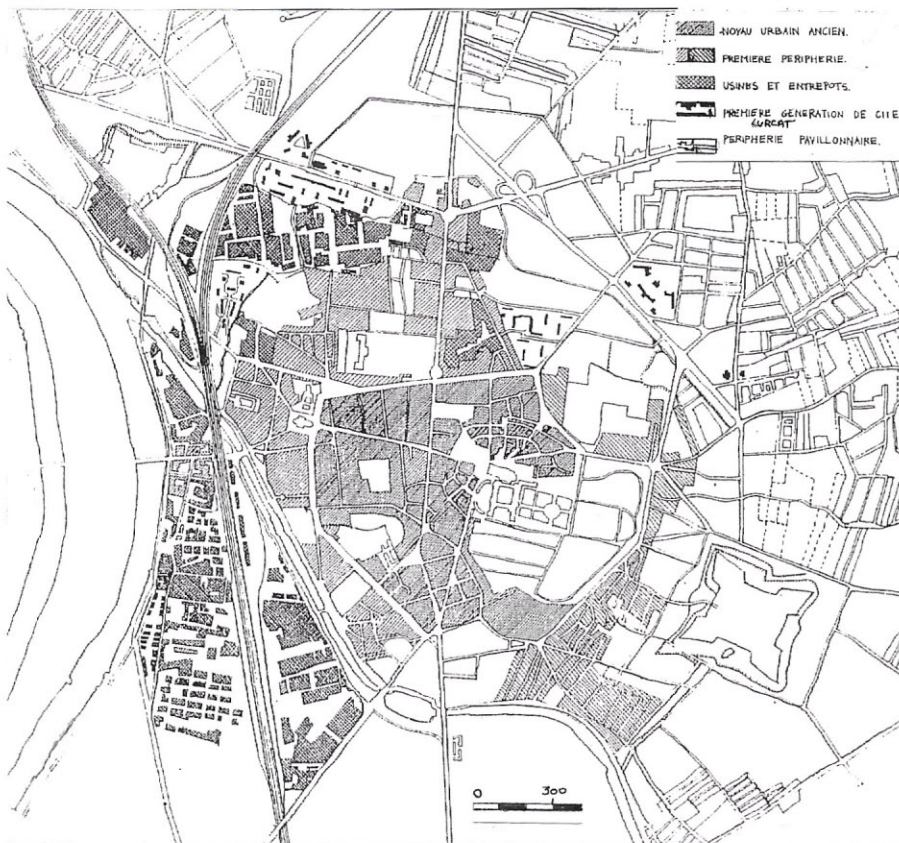 NOYAU URBAIN ANCIEN.
PREMIERE PERIPHERIE.
USINES ET ENTREPOTS.
PREMIERE GENERATION DE CITE
LURCAT
PERIPHERIE PAVILLONNAIRE.
0 300